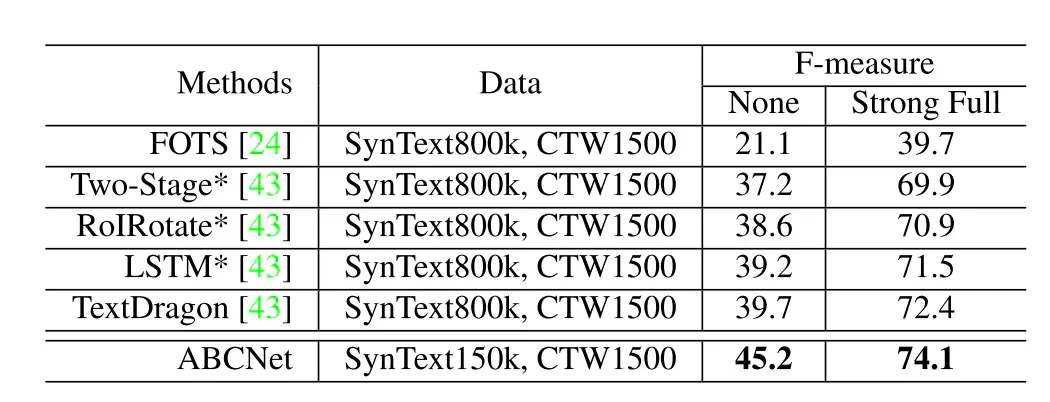 Methods Data F-measure
None Strong Full
FOTS [24] SynText800k, CTW1500 21.1 39.7
Two-Stage* [43] SynText800k, CTW1500 37.2 69.9
RoIRotate* [43] SynText800k, CTW1500 38.6 70.9
LSTM* [43] SynText800k, CTW1500 39.2 71.5
TextDragon [43] SynText800k, CTW1500 39.7 72.4
ABCNet SynText150k, CTW1500 45.2 74.1